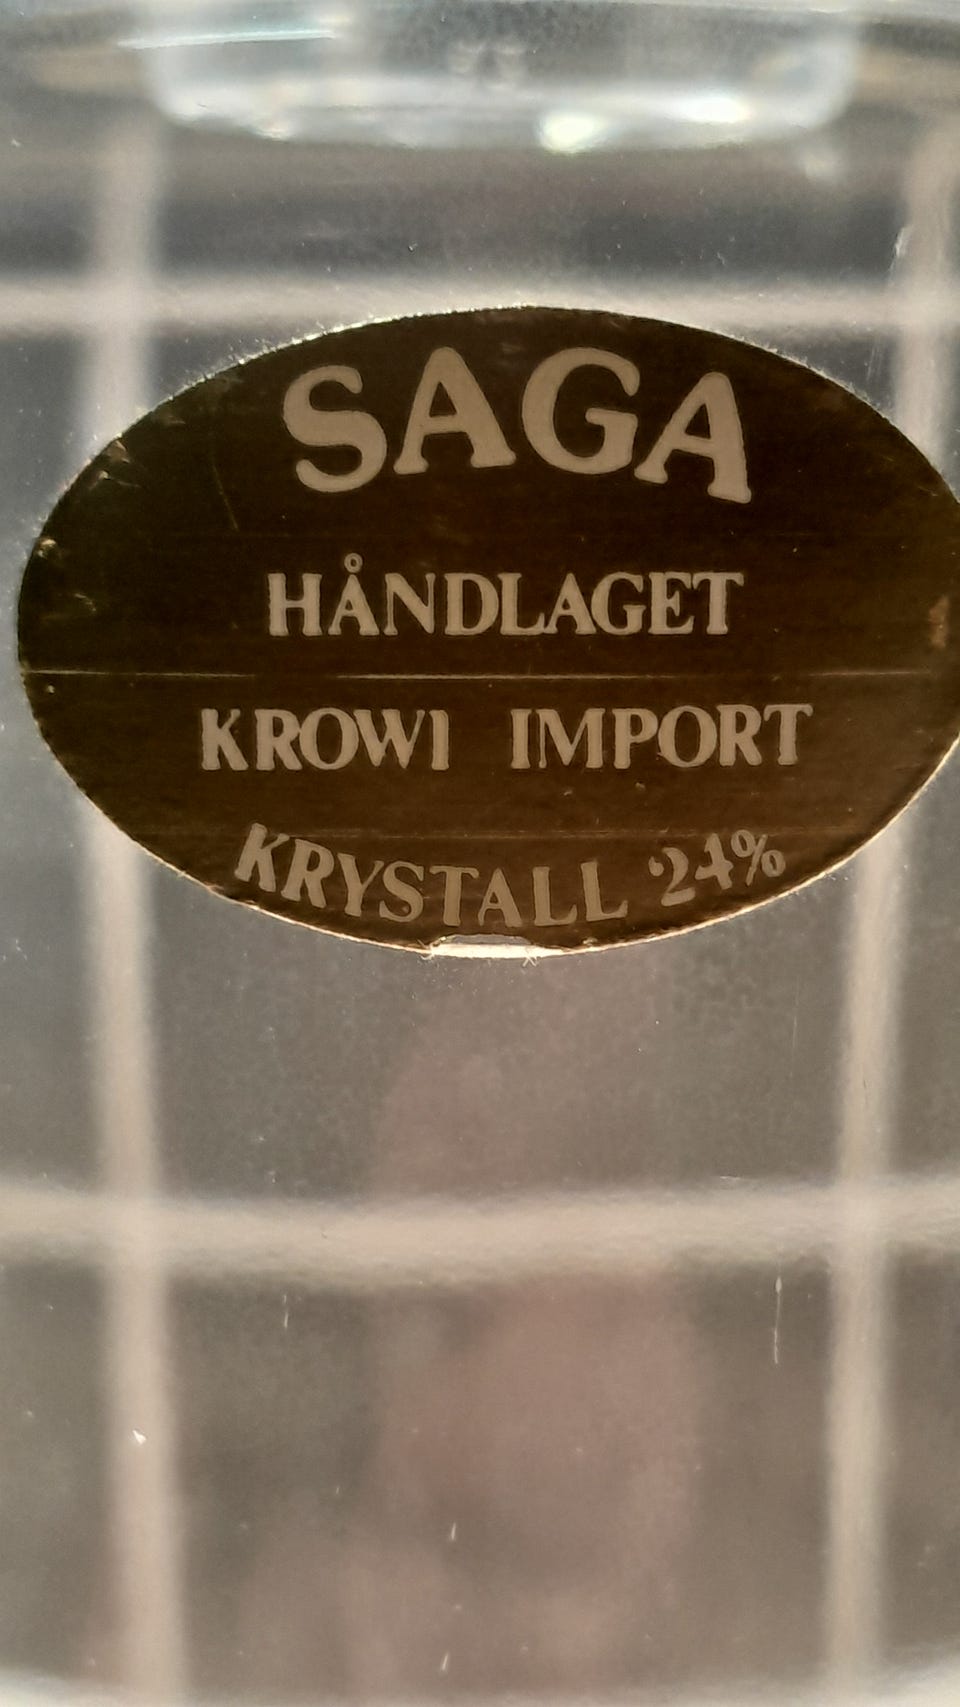 SAGA
HÅNDLAGET
KROWI IMPORT
KRYSTALL 24%